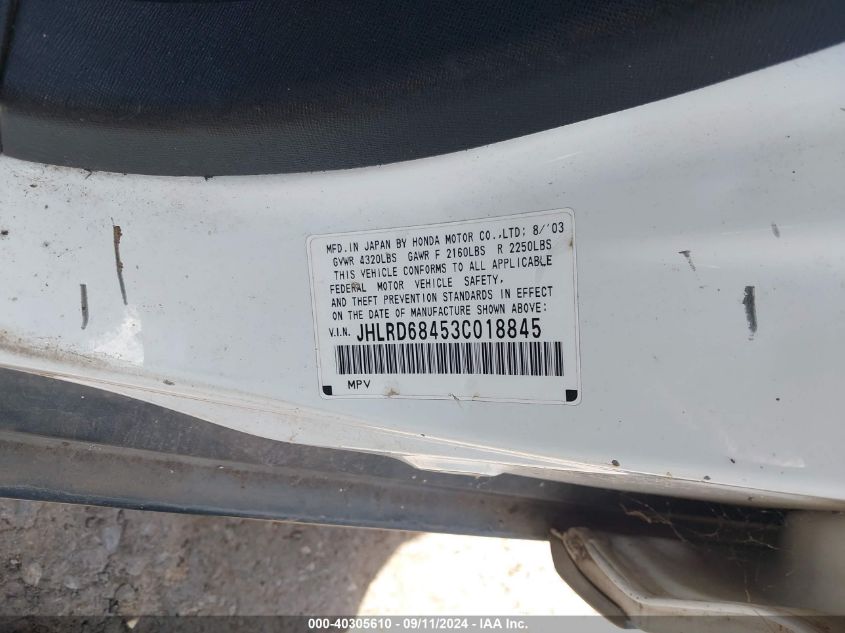 MFD.IN JAPAN BY HONDA MOTOR CO.,LTD; 8/'03
GVWR 4320LBS GAWR F 2160LBS R 2250LBS
THIS VEHICLE CONFORMS TO ALL APPLICABLE
FEDERAL MOTOR VEHICLE SAFETY,
AND THEFT PREVENTION STANDARDS IN EFFECT
ON THE DATE OF MANUFACTURE SHOWN ABOVE:
V.I.N. JHLRD68453C018845
MPV
000-40305610 - 09/11/2024 - 1055351